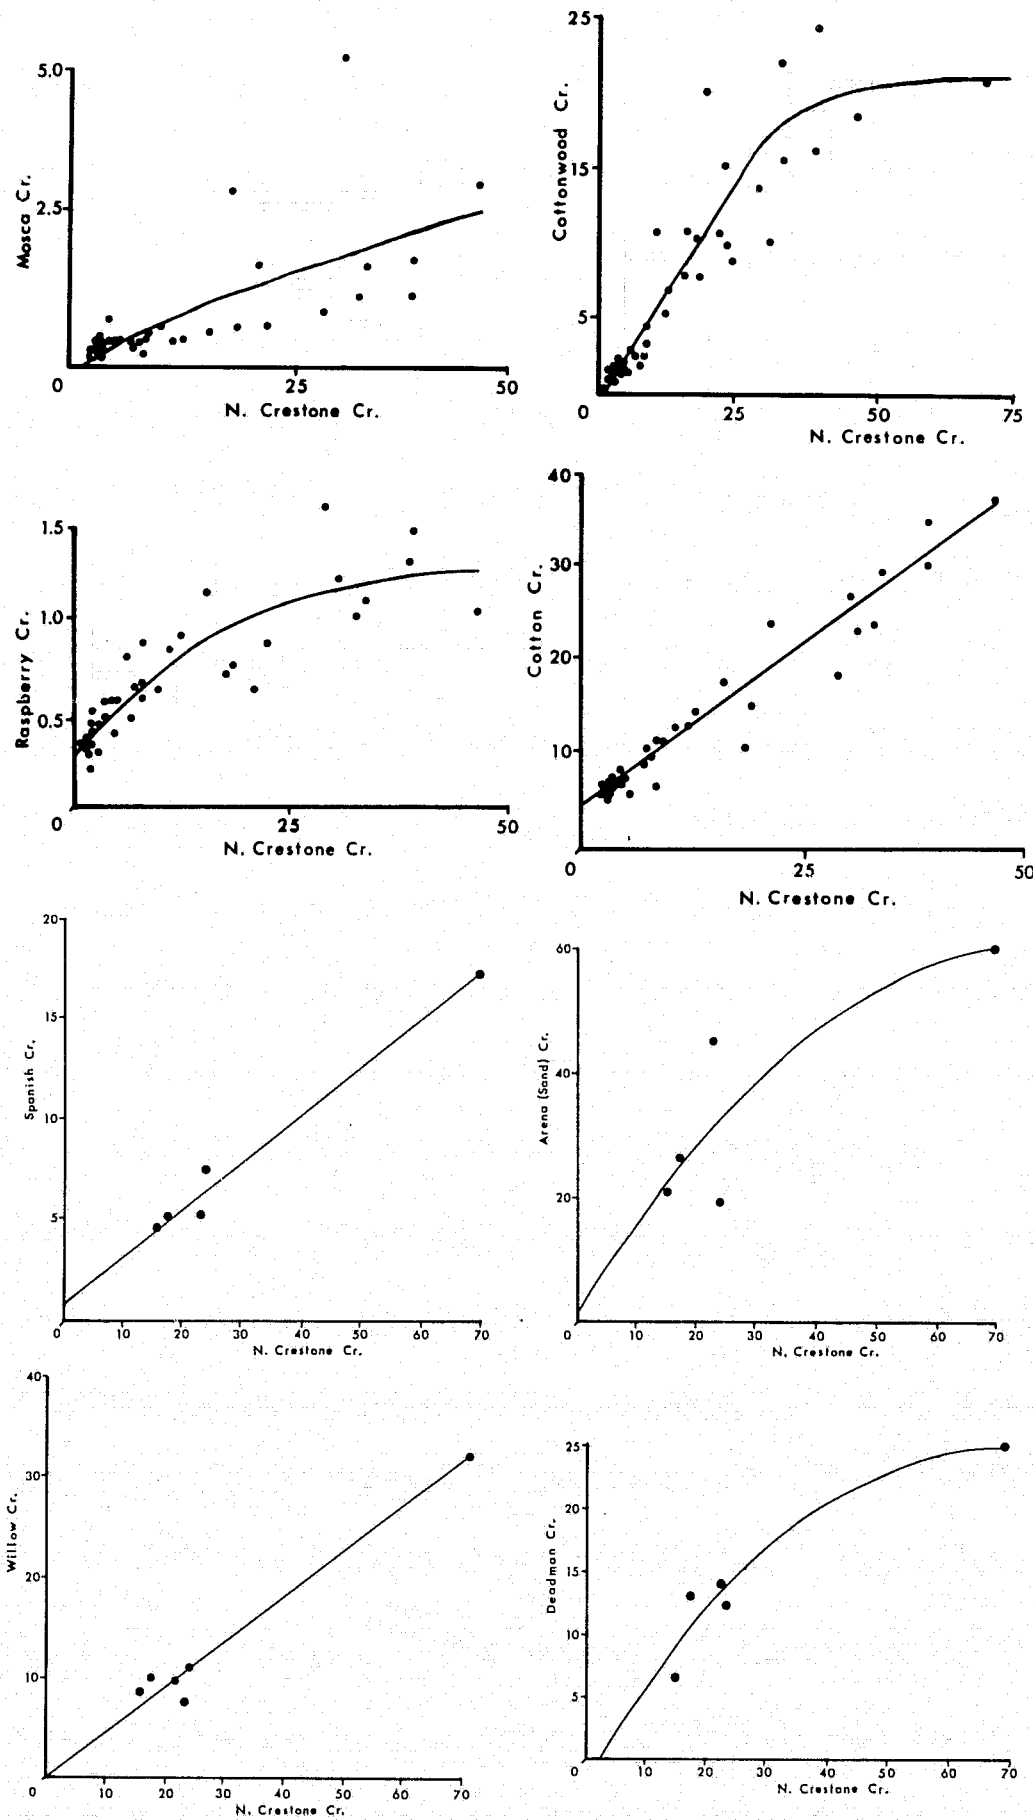 5.0
2.5
Mosca Cr.
0 25 50
N. Crestone Cr.
25
15
5
Cottonwood Cr.
0 25 50 75
N. Crestone Cr.
1.5
1.0
0.5
Raspberry Cr.
0 25 50
N. Crestone Cr.
40
30
20
10
Cotton Cr.
0 25 50
N. Crestone Cr.
20
15
10
5
Spanish Cr.
0 10 20 30 40 50 60 70
N. Crestone Cr.
60
40
20
Arena (Sand) Cr.
0 10 20 30 40 50 60 70
N. Crestone Cr.
40
30
20
10
Willow Cr.
0 10 20 30 40 50 60 70
N. Crestone Cr.
25
20
15
10
5
Deadman Cr.
0 10 20 30 40 50 60 70
N. Crestone Cr.